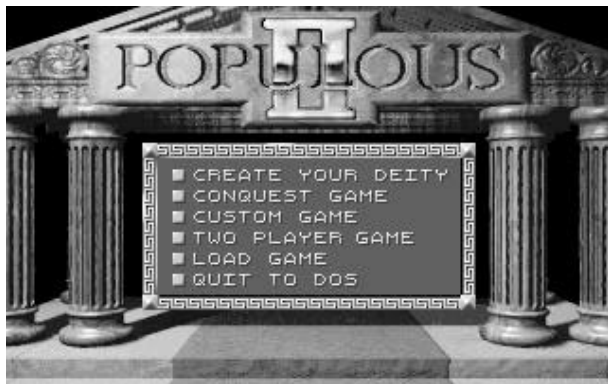 POPULOUS
II
CREATE YOUR DEITY
CONQUEST GAME
CUSTOM GAME
TWO PLAYER GAME
LOAD GAME
QUIT TO DOS